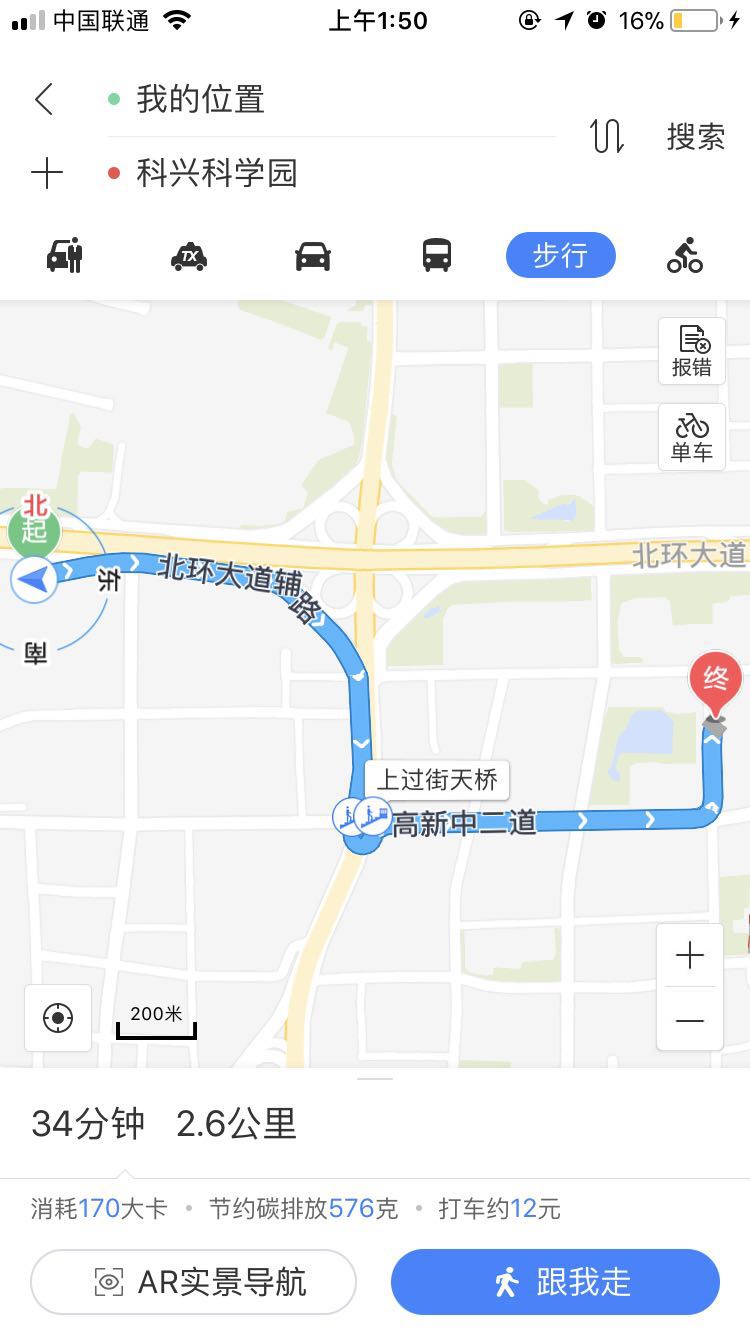 中国联通 上午1:50 16%
我的位置
搜索
科兴科学园
TX
步行
报错
单车
北
起
东
北环大道辅路
北环大道
南
终
上过街天桥
高新中二道
200米
34分钟 2.6公里
消耗170大卡 • 节约碳排放576克 • 打车约12元
AR实景导航
跟我走